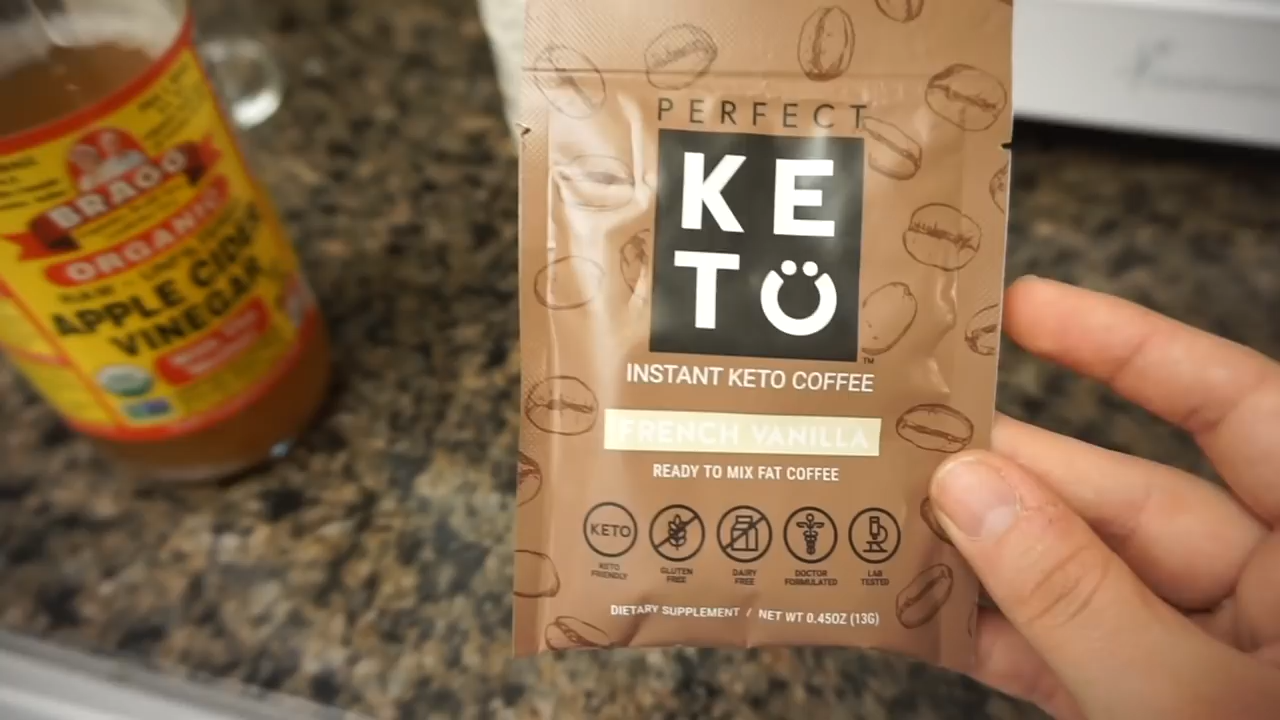 BRAGG
ORGANIC
APPLE CIDER
VINEGAR
PERFECT
KE
TÖ
TM
INSTANT KETO COFFEE
FRENCH VANILLA
READY TO MIX FAT COFFEE
KETO
KETO FRIENDLY
GLUTEN FREE
DAIRY FREE
DOCTOR FORMULATED
LAB TESTED
DIETARY SUPPLEMENT / NET WT 0.45OZ (13G)